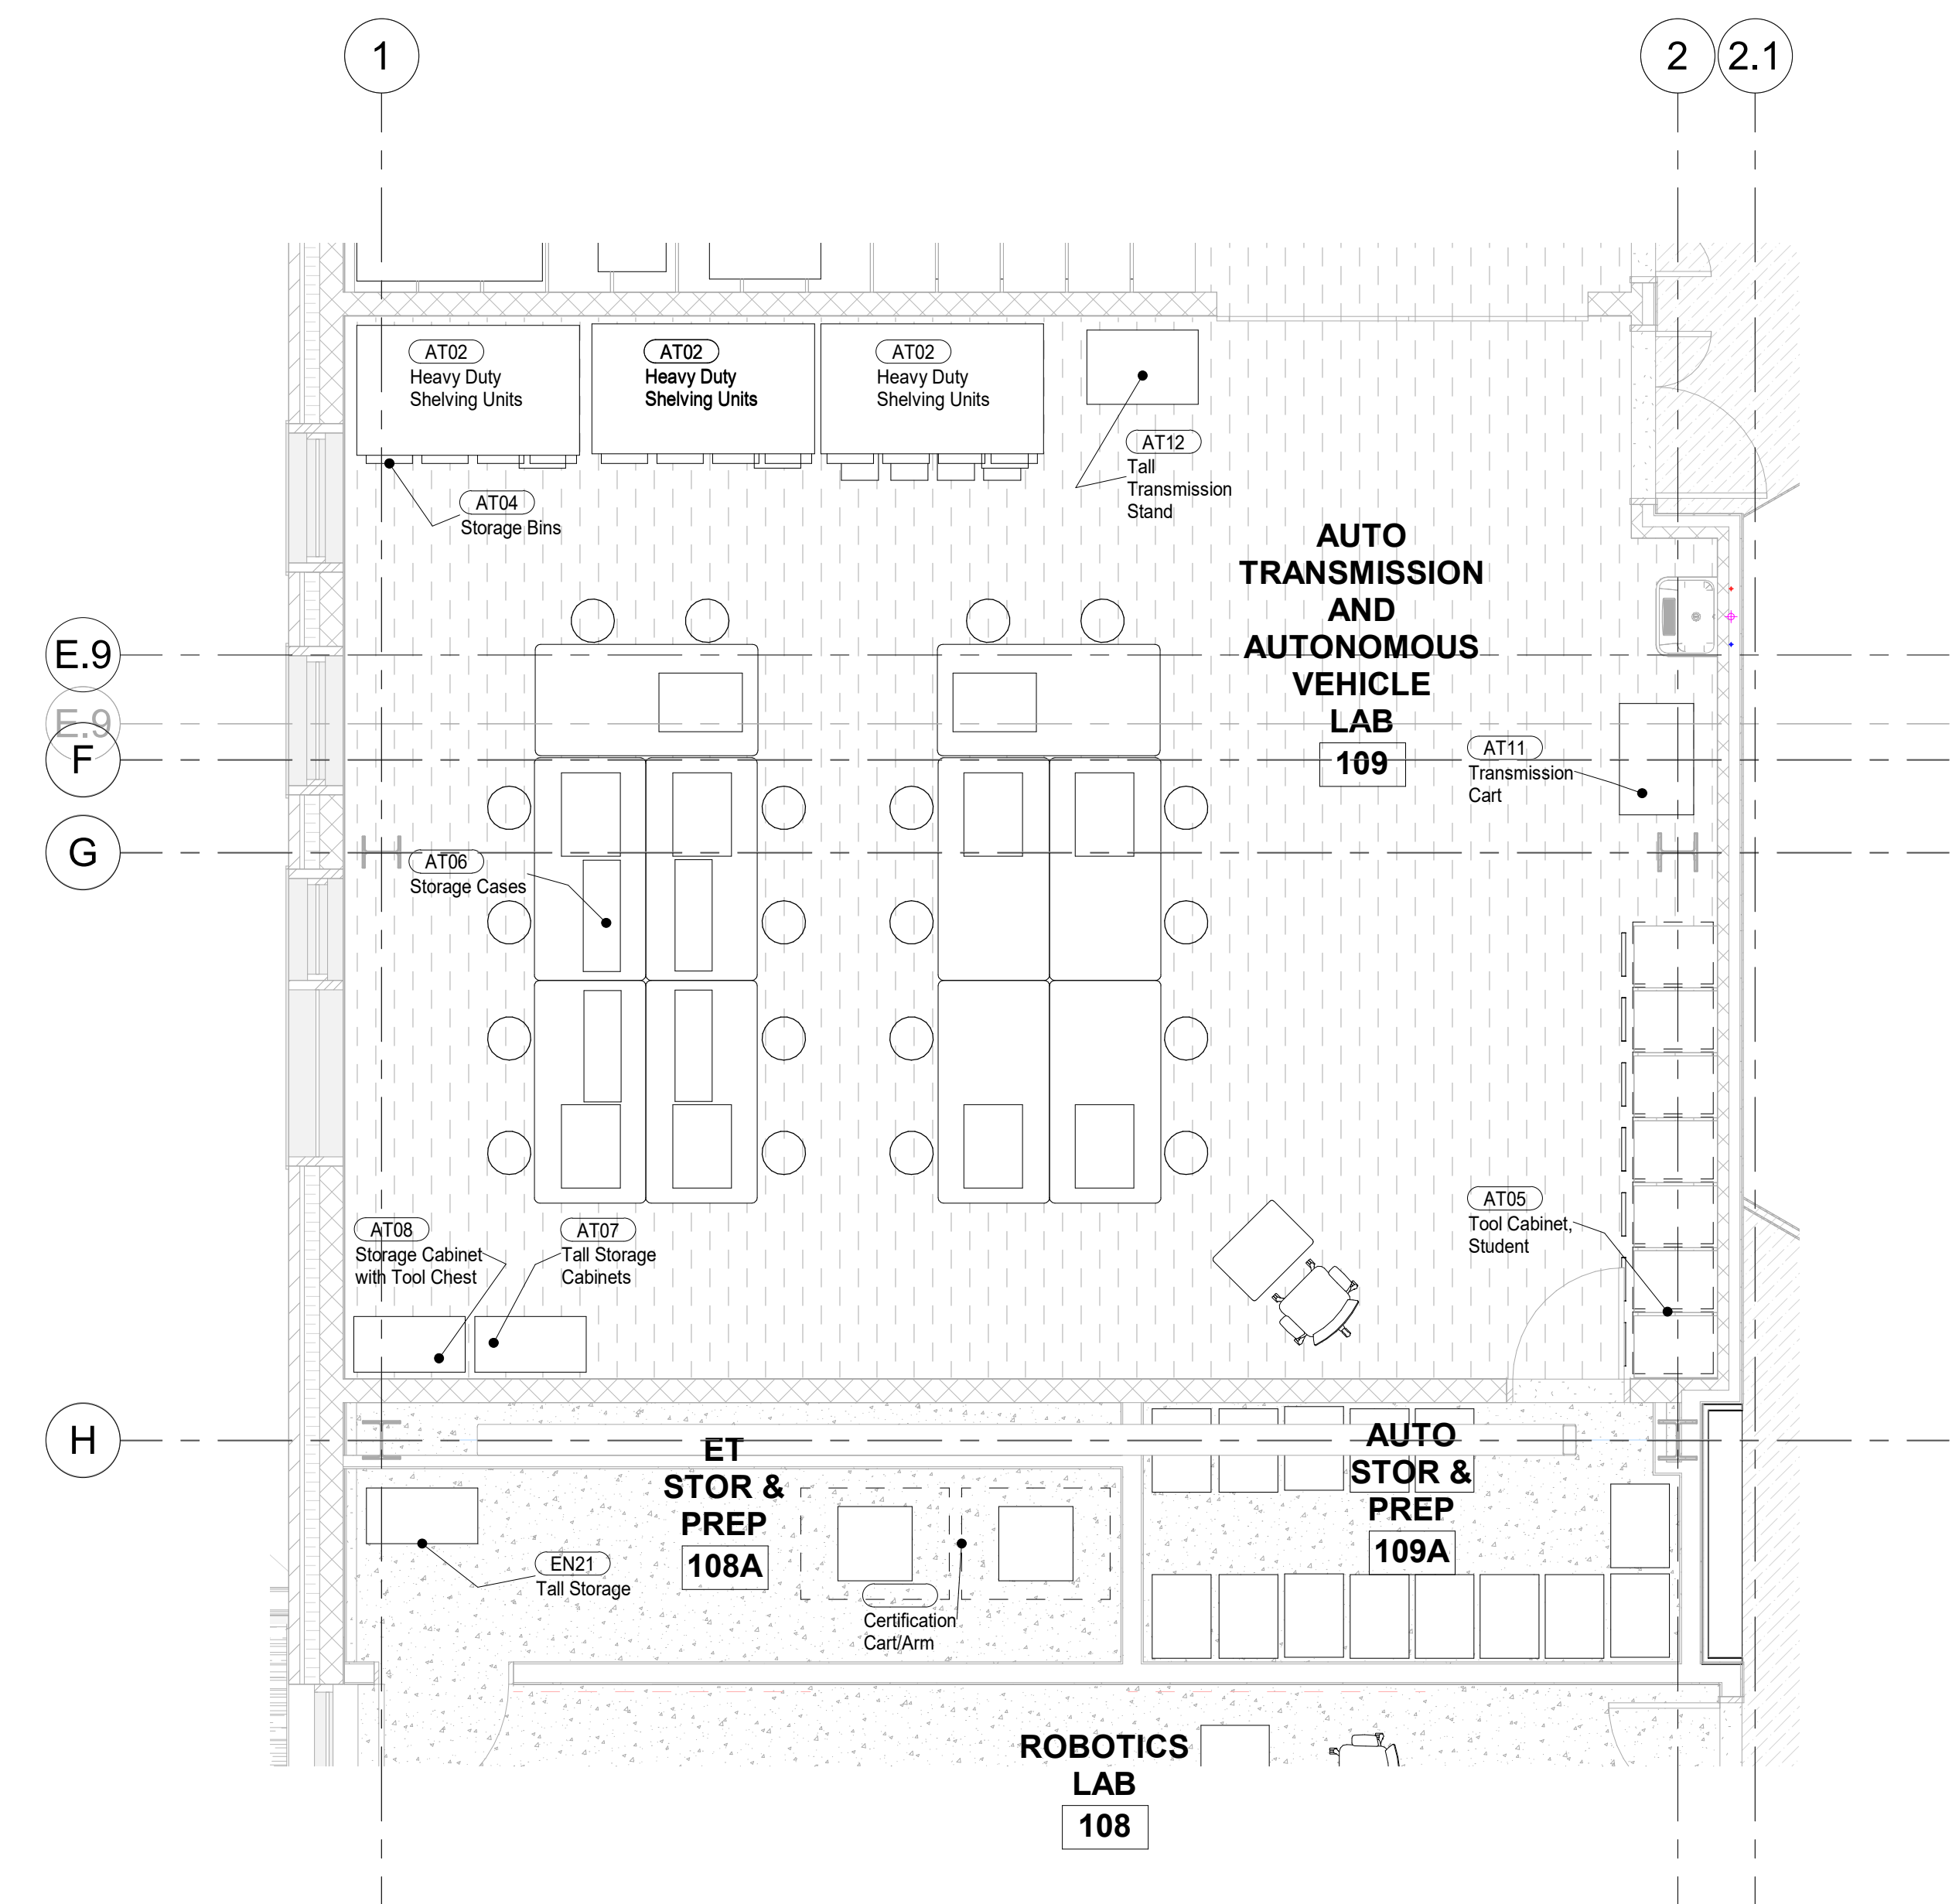 1
2
2.1
AT02
Heavy Duty
Shelving Units
AT02
Heavy Duty
Shelving Units
AT02
Heavy Duty
Shelving Units
AT12
Tall
Transmission
Stand
AT04
Storage Bins
AUTO
TRANSMISSION
AND
AUTONOMOUS
VEHICLE
LAB
109
E.9
E.9
F
G
AT11
Transmission
Cart
AT06
Storage Cases
AT05
Tool Cabinet,
Student
AT08
Storage Cabinet
with Tool Chest
AT07
Tall Storage
Cabinets
H
ET
STOR &
PREP
108A
AUTO
STOR &
PREP
109A
EN21
Tall Storage
Certification
Cart/Arm
ROBOTICS
LAB
108